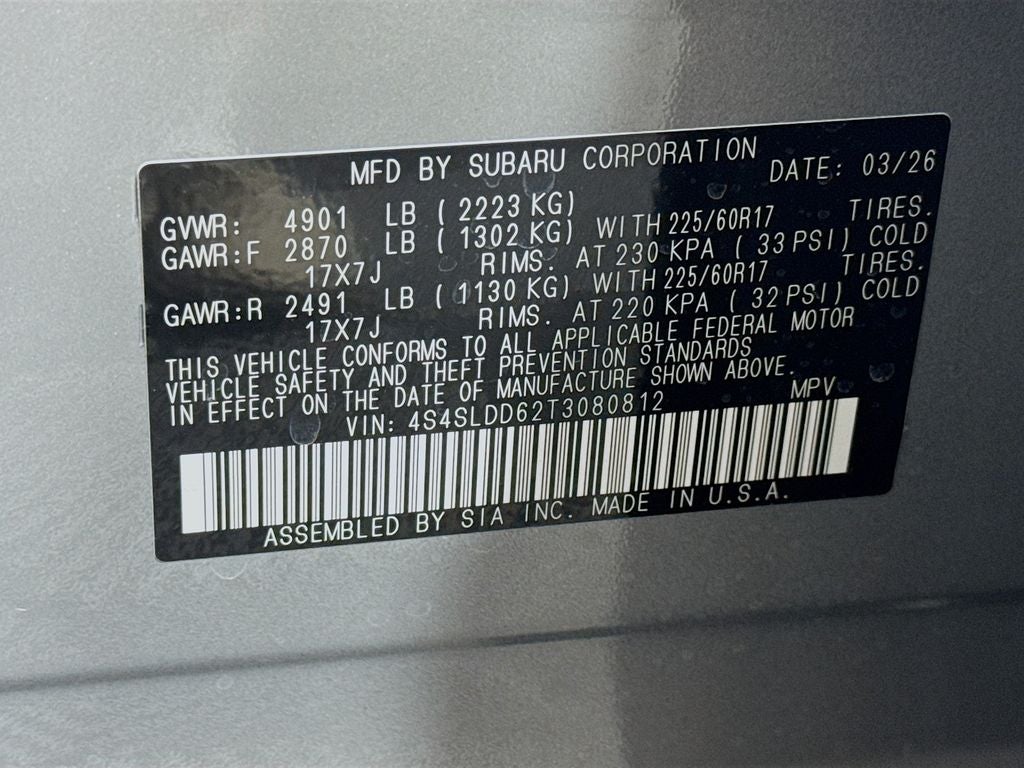 MFD BY SUBARU CORPORATION DATE: 03/26
GVWR: 4901 LB ( 2223 KG)
GAWR:F 2870 LB ( 1302 KG) WITH 225/60R17 TIRES.
17X7J RIMS. AT 230 KPA ( 33 PSI) COLD
GAWR:R 2491 LB ( 1130 KG) WITH 225/60R17 TIRES.
17X7J RIMS. AT 220 KPA ( 32 PSI) COLD
THIS VEHICLE CONFORMS TO ALL APPLICABLE FEDERAL MOTOR
VEHICLE SAFETY AND THEFT PREVENTION STANDARDS
IN EFFECT ON THE DATE OF MANUFACTURE SHOWN ABOVE.
VIN: 4S4SLDD62T3080812 MPV
ASSEMBLED BY SIA INC. MADE IN U.S.A.